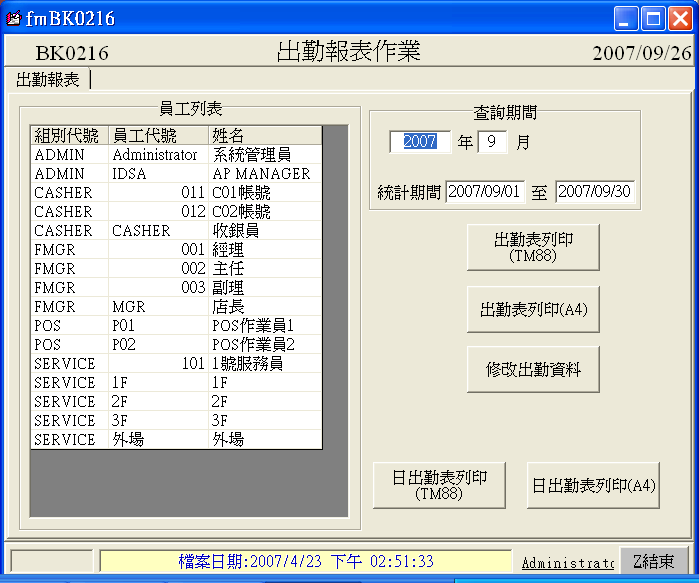 fmBK0216
BK0216 出勤報表作業 2007/09/26
出勤報表
員工列表
組別代號 員工代號 姓名
ADMIN Administrator 系統管理員
ADMIN IDSA AP MANAGER
CASHER 011 C01帳號
CASHER 012 C02帳號
CASHER CASHER 收銀員
FMGR 001 經理
FMGR 002 主任
FMGR 003 副理
FMGR MGR 店長
POS P01 POS作業員1
POS P02 POS作業員2
SERVICE 101 1號服務員
SERVICE 1F 1F
SERVICE 2F 2F
SERVICE 3F 3F
SERVICE 外場 外場
查詢期間
2007 年 9 月
統計期間 2007/09/01 至 2007/09/30
出勤表列印
(TM88)
出勤表列印(A4)
修改出勤資料
日出勤表列印
(TM88)
日出勤表列印(A4)
檔案日期:2007/4/23 下午 02:51:33
Administratc
Z結束